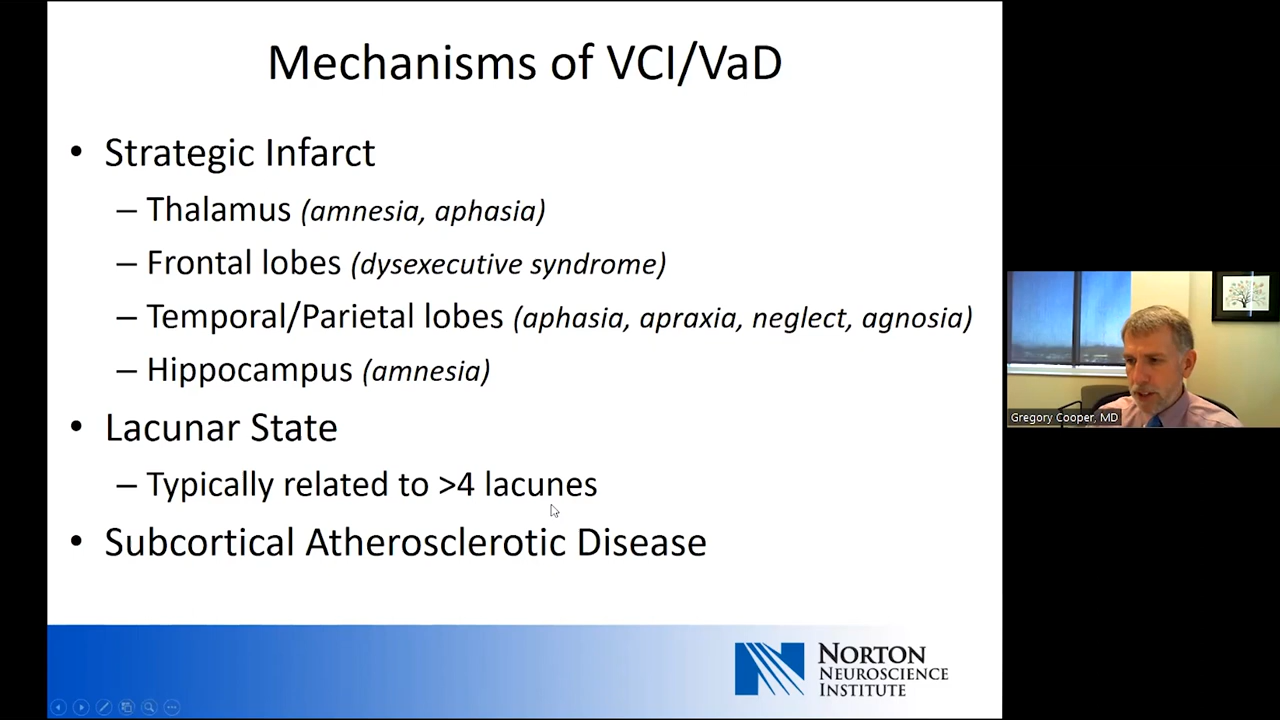 Mechanisms of VCI/VaD
• Strategic Infarct
– Thalamus (amnesia, aphasia)
– Frontal lobes (dysexecutive syndrome)
– Temporal/Parietal lobes (aphasia, apraxia, neglect, agnosia)
– Hippocampus (amnesia)
• Lacunar State
– Typically related to >4 lacunes
• Subcortical Atherosclerotic Disease
NORTON
NEUROSCIENCE
INSTITUTE
Gregory Cooper, MD